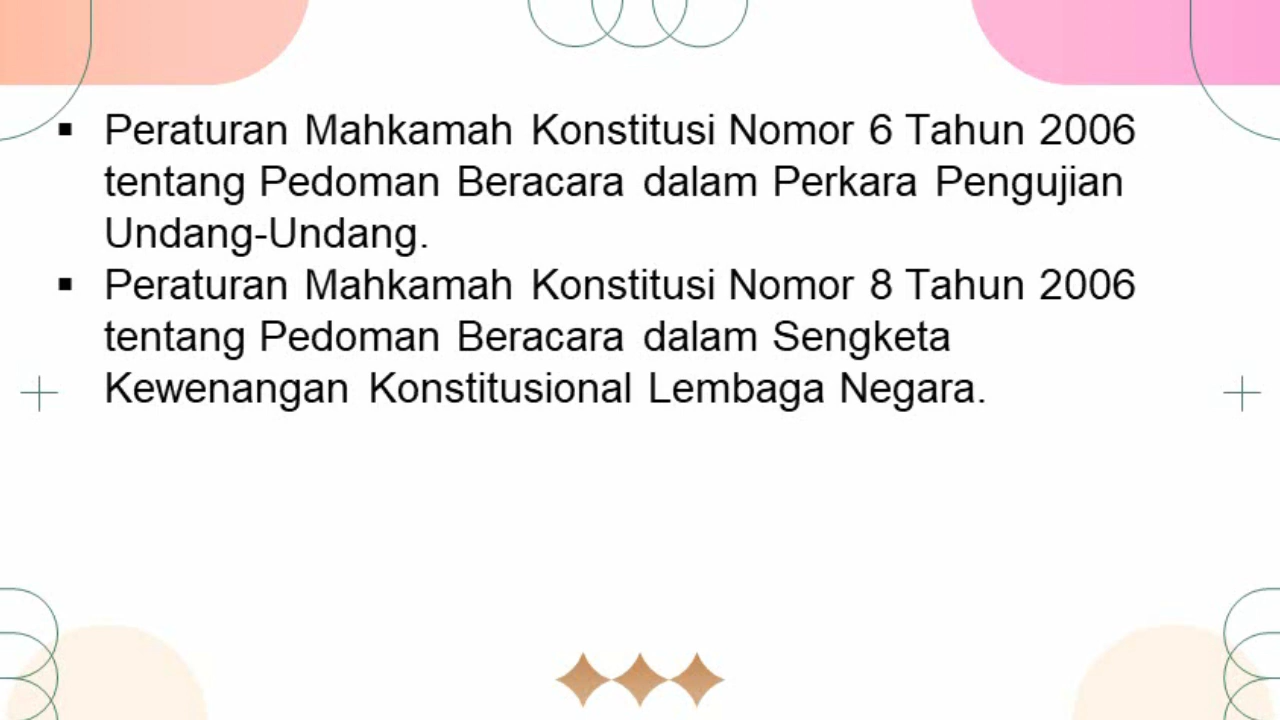 ▪ Peraturan Mahkamah Konstitusi Nomor 6 Tahun 2006
tentang Pedoman Beracara dalam Perkara Pengujian
Undang-Undang.
▪ Peraturan Mahkamah Konstitusi Nomor 8 Tahun 2006
tentang Pedoman Beracara dalam Sengketa
Kewenangan Konstitusional Lembaga Negara.